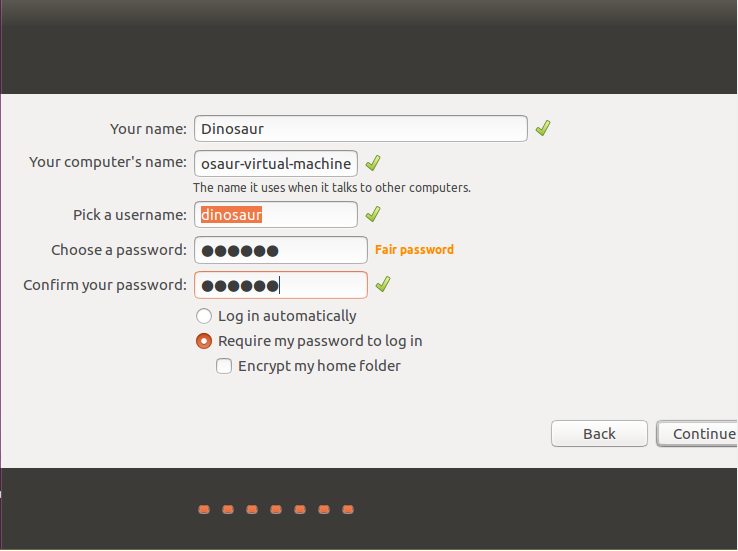 Your name: Dinosaur
Your computer's name: osaur-virtual-machine
The name it uses when it talks to other computers.
Pick a username: dinosaur
Choose a password: ●●●●●● Fair password
Confirm your password: ●●●●●●
Log in automatically
Require my password to log in
Encrypt my home folder
Back Continue